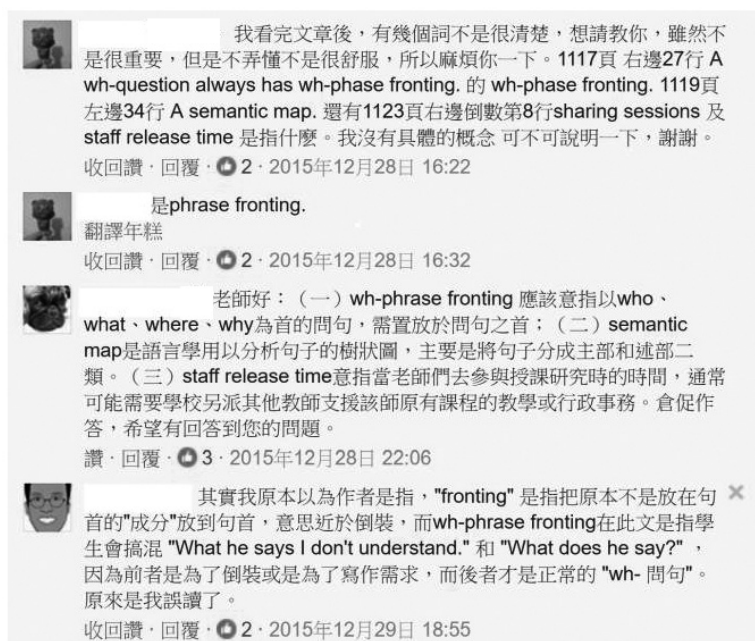 我看完文章後，有幾個詞不是很清楚，想請教你，雖然不
是很重要，但是不弄懂不是很舒服，所以麻煩你一下。1117頁 右邊27行 A
wh-question always has wh-phase fronting. 的 wh-phase fronting. 1119頁
左邊34行 A semantic map. 還有1123頁右邊倒數第8行sharing sessions 及
staff release time 是指什麼。我沒有具體的概念 可不可說明一下，謝謝。
收回讚 · 回覆 · 2 · 2015年12月28日 16:22
是phrase fronting.
翻譯年糕
收回讚 · 回覆 · 2 · 2015年12月28日 16:32
老師好：（一）wh-phrase fronting 應該意指以who、
what、where、why為首的問句，需置放於問句之首；（二）semantic
map是語言學用以分析句子的樹狀圖，主要是將句子分成主部和述部二
類。（三）staff release time意指當老師們去參與授課研究時的時間，通常
可能需要學校另派其他教師支援該師原有課程的教學或行政事務。倉促作
答，希望有回答到您的問題。
讚 · 回覆 · 3 · 2015年12月28日 22:06
其實我原本以為作者是指，"fronting" 是指把原本不是放在句
首的"成分"放到句首，意思近於倒裝，而wh-phrase fronting在此文是指學
生會搞混 "What he says I don't understand." 和 "What does he say?" ，
因為前者是為了倒裝或是為了寫作需求，而後者才是正常的 "wh- 問句"。
原來是我誤讀了。
收回讚 · 回覆 · 2 · 2015年12月29日 18:55